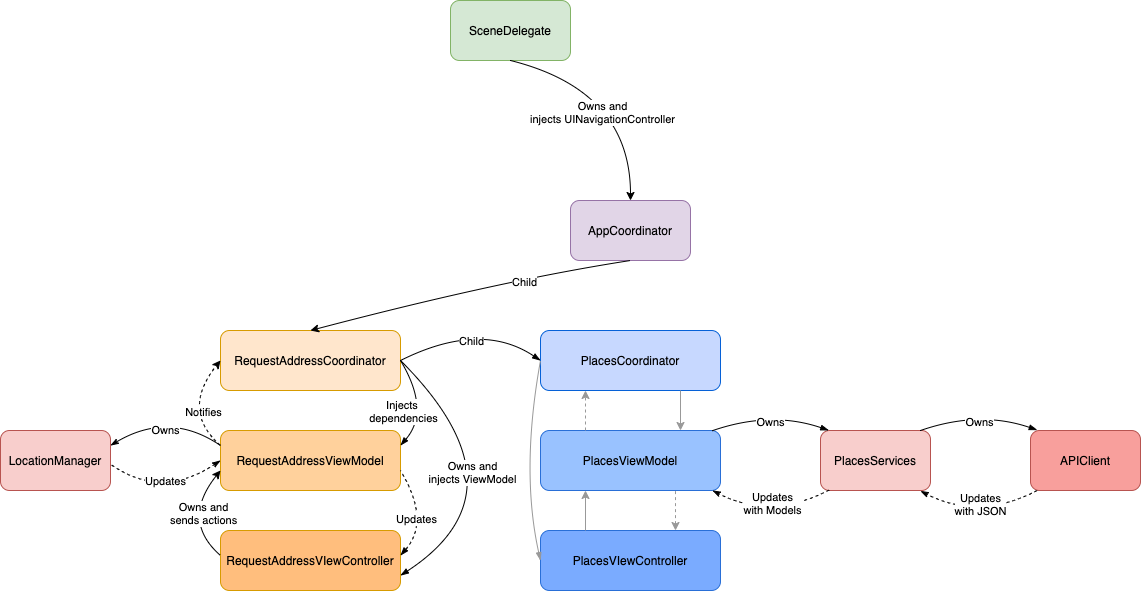 SceneDelegate
Owns and
injects UINavigationController
AppCoordinator
Child
RequestAddressCoordinator
Child
PlacesCoordinator
Notifies
Injects
dependencies
LocationManager
Owns
Updates
RequestAddressViewModel
PlacesViewModel
Owns
PlacesServices
Owns
APIClient
Owns and
injects ViewModel
Updates
with Models
Updates
with JSON
Owns and
sends actions
Updates
RequestAddressVIewController
PlacesVIewController